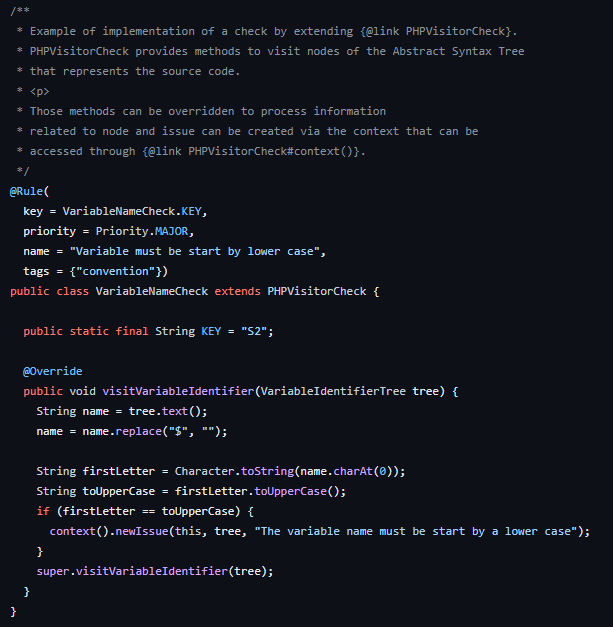 /**
 * Example of implementation of a check by extending {@link PHPVisitorCheck}.
 * PHPVisitorCheck provides methods to visit nodes of the Abstract Syntax Tree
 * that represents the source code.
 * <p>
 * Those methods can be overridden to process information
 * related to node and issue can be created via the context that can be
 * accessed through {@link PHPVisitorCheck#context()}.
 */
@Rule(
  key = VariableNameCheck.KEY,
  priority = Priority.MAJOR,
  name = "Variable must be start by lower case",
  tags = {"convention"})
public class VariableNameCheck extends PHPVisitorCheck {
  public static final String KEY = "S2";
  @Override
  public void visitVariableIdentifier(VariableIdentifierTree tree) {
    String name = tree.text();
    name = name.replace("$", "");
    String firstLetter = Character.toString(name.charAt(0));
    String toUpperCase = firstLetter.toUpperCase();
    if (firstLetter == toUpperCase) {
      context().newIssue(this, tree, "The variable name must be start by a lower case");
    }
    super.visitVariableIdentifier(tree);
  }
}